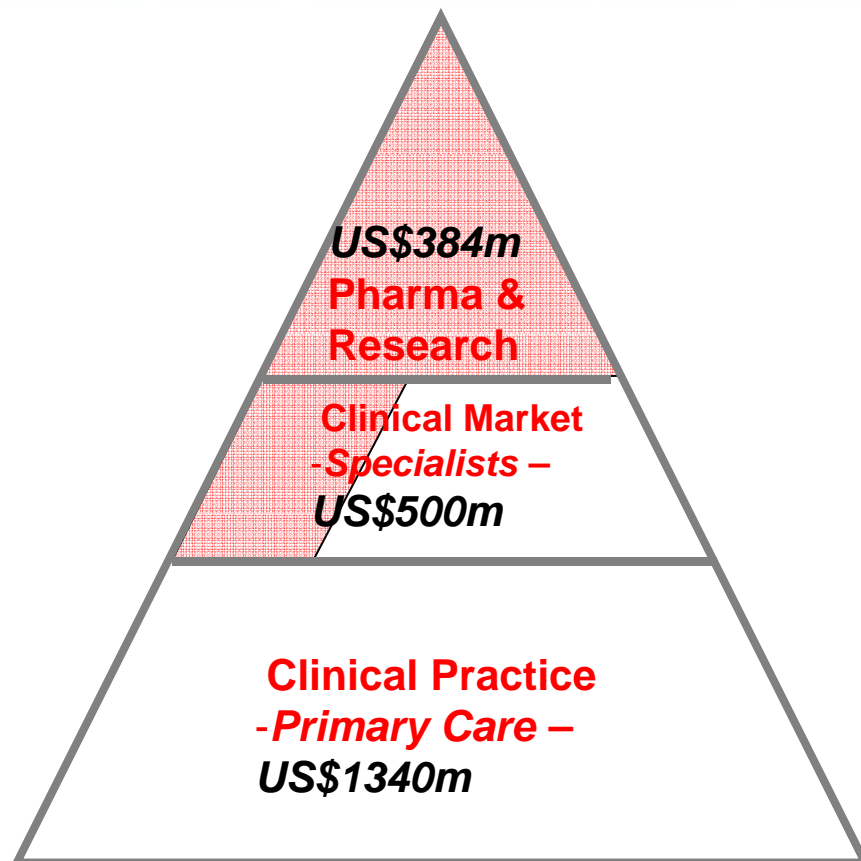 US$384m
Pharma &
Research
Clinical Market
-Specialists –
US$500m
Clinical Practice
-Primary Care –
US$1340m